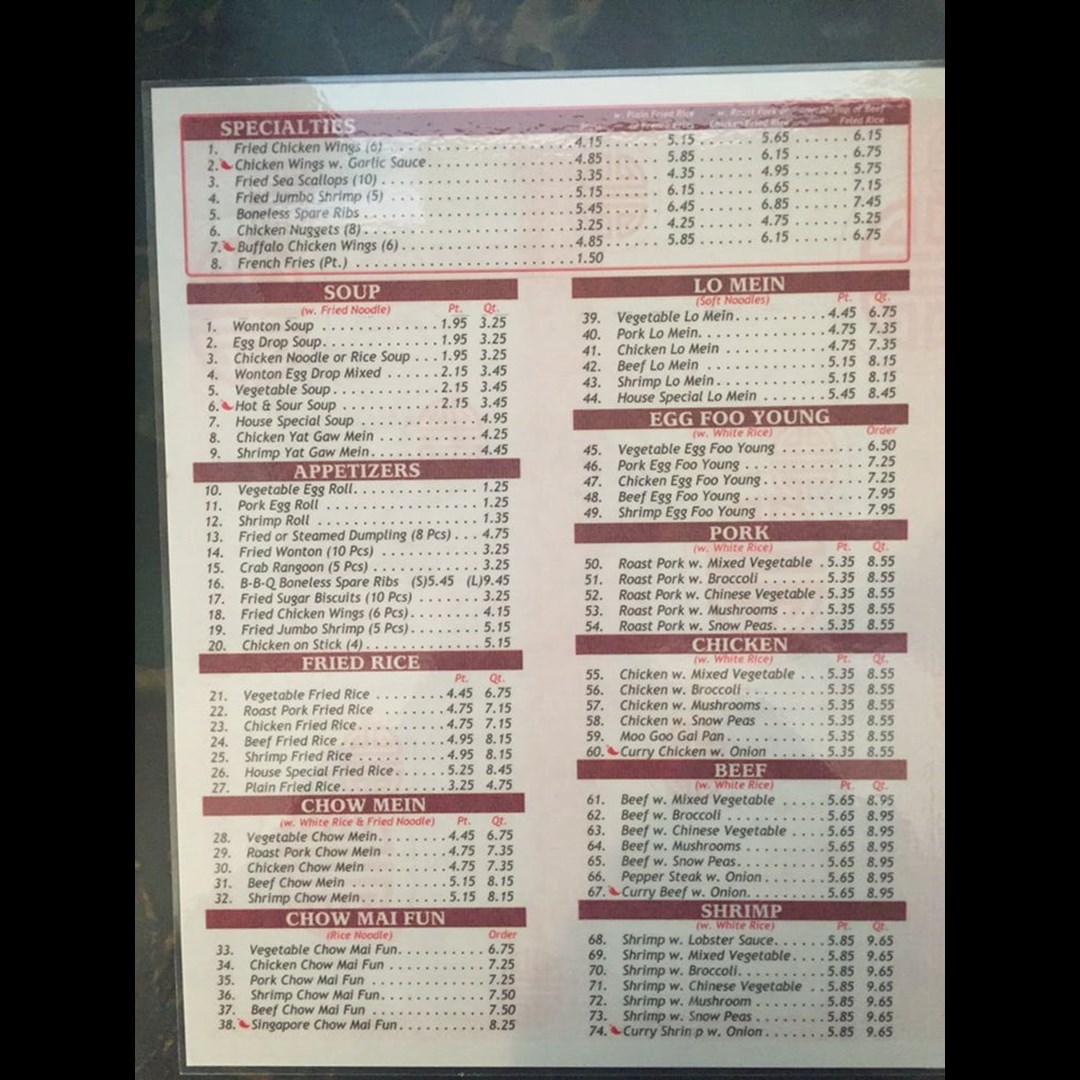 SPECIALTIES w. Plain Fried Rice w. Roast Pork or Shrimp or Beef
or French Fries Chicken Fried Rice Fried Rice
1. Fried Chicken Wings (6) 4.15 5.15 5.65 6.15
2. Chicken Wings w. Garlic Sauce 4.85 5.85 6.15 6.75
3. Fried Sea Scallops (10) 3.35 4.35 4.95 5.75
4. Fried Jumbo Shrimp (5) 5.15 6.15 6.65 7.15
5. Boneless Spare Ribs 5.45 6.45 6.85 7.45
6. Chicken Nuggets (8) 3.25 4.25 4.75 5.25
7. Buffalo Chicken Wings (6) 4.85 5.85 6.15 6.75
8. French Fries (Pt.) 1.50
SOUP
(w. Fried Noodle) Pt. Qt.
1. Wonton Soup 1.95 3.25
2. Egg Drop Soup 1.95 3.25
3. Chicken Noodle or Rice Soup 1.95 3.25
4. Wonton Egg Drop Mixed 2.15 3.45
5. Vegetable Soup 2.15 3.45
6. Hot & Sour Soup 2.15 3.45
7. House Special Soup 4.95
8. Chicken Yat Gaw Mein 4.25
9. Shrimp Yat Gaw Mein 4.45
APPETIZERS
10. Vegetable Egg Roll 1.25
11. Pork Egg Roll 1.25
12. Shrimp Roll 1.35
13. Fried or Steamed Dumpling (8 Pcs) 4.75
14. Fried Wonton (10 Pcs) 3.25
15. Crab Rangoon (5 Pcs) 3.25
16. B-B-Q Boneless Spare Ribs (S)5.45 (L)9.45
17. Fried Sugar Biscuits (10 Pcs) 3.25
18. Fried Chicken Wings (6 Pcs) 4.15
19. Fried Jumbo Shrimp (5 Pcs) 5.15
20. Chicken on Stick (4) 5.15
FRIED RICE
Pt. Qt.
21. Vegetable Fried Rice 4.45 6.75
22. Roast Pork Fried Rice 4.75 7.15
23. Chicken Fried Rice 4.75 7.15
24. Beef Fried Rice 4.95 8.15
25. Shrimp Fried Rice 4.95 8.15
26. House Special Fried Rice 5.25 8.45
27. Plain Fried Rice 3.25 4.75
CHOW MEIN
(w. White Rice & Fried Noodle) Pt. Qt.
28. Vegetable Chow Mein 4.45 6.75
29. Roast Pork Chow Mein 4.75 7.35
30. Chicken Chow Mein 4.75 7.35
31. Beef Chow Mein 5.15 8.15
32. Shrimp Chow Mein 5.15 8.15
CHOW MAI FUN
(Rice Noodle) Order
33. Vegetable Chow Mai Fun 6.75
34. Chicken Chow Mai Fun 7.25
35. Pork Chow Mai Fun 7.25
36. Shrimp Chow Mai Fun 7.50
37. Beef Chow Mai Fun 7.50
38. Singapore Chow Mai Fun 8.25
LO MEIN
(Soft Noodles) Pt. Qt.
39. Vegetable Lo Mein 4.45 6.75
40. Pork Lo Mein 4.75 7.35
41. Chicken Lo Mein 4.75 7.35
42. Beef Lo Mein 5.15 8.15
43. Shrimp Lo Mein 5.15 8.15
44. House Special Lo Mein 5.45 8.45
EGG FOO YOUNG
(w. White Rice) Order
45. Vegetable Egg Foo Young 6.50
46. Pork Egg Foo Young 7.25
47. Chicken Egg Foo Young 7.25
48. Beef Egg Foo Young 7.95
49. Shrimp Egg Foo Young 7.95
PORK
(w. White Rice) Pt. Qt.
50. Roast Pork w. Mixed Vegetable 5.35 8.55
51. Roast Pork w. Broccoli 5.35 8.55
52. Roast Pork w. Chinese Vegetable 5.35 8.55
53. Roast Pork w. Mushrooms 5.35 8.55
54. Roast Pork w. Snow Peas 5.35 8.55
CHICKEN
(w. White Rice) Pt. Qt.
55. Chicken w. Mixed Vegetable 5.35 8.55
56. Chicken w. Broccoli 5.35 8.55
57. Chicken w. Mushrooms 5.35 8.55
58. Chicken w. Snow Peas 5.35 8.55
59. Moo Goo Gai Pan 5.35 8.55
60. Curry Chicken w. Onion 5.35 8.55
BEEF
(w. White Rice) Pt. Qt.
61. Beef w. Mixed Vegetable 5.65 8.95
62. Beef w. Broccoli 5.65 8.95
63. Beef w. Chinese Vegetable 5.65 8.95
64. Beef w. Mushrooms 5.65 8.95
65. Beef w. Snow Peas 5.65 8.95
66. Pepper Steak w. Onion 5.65 8.95
67. Curry Beef w. Onion 5.65 8.95
SHRIMP
(w. White Rice) Pt. Qt.
68. Shrimp w. Lobster Sauce 5.85 9.65
69. Shrimp w. Mixed Vegetable 5.85 9.65
70. Shrimp w. Broccoli 5.85 9.65
71. Shrimp w. Chinese Vegetable 5.85 9.65
72. Shrimp w. Mushroom 5.85 9.65
73. Shrimp w. Snow Peas 5.85 9.65
74. Curry Shrimp w. Onion 5.85 9.65